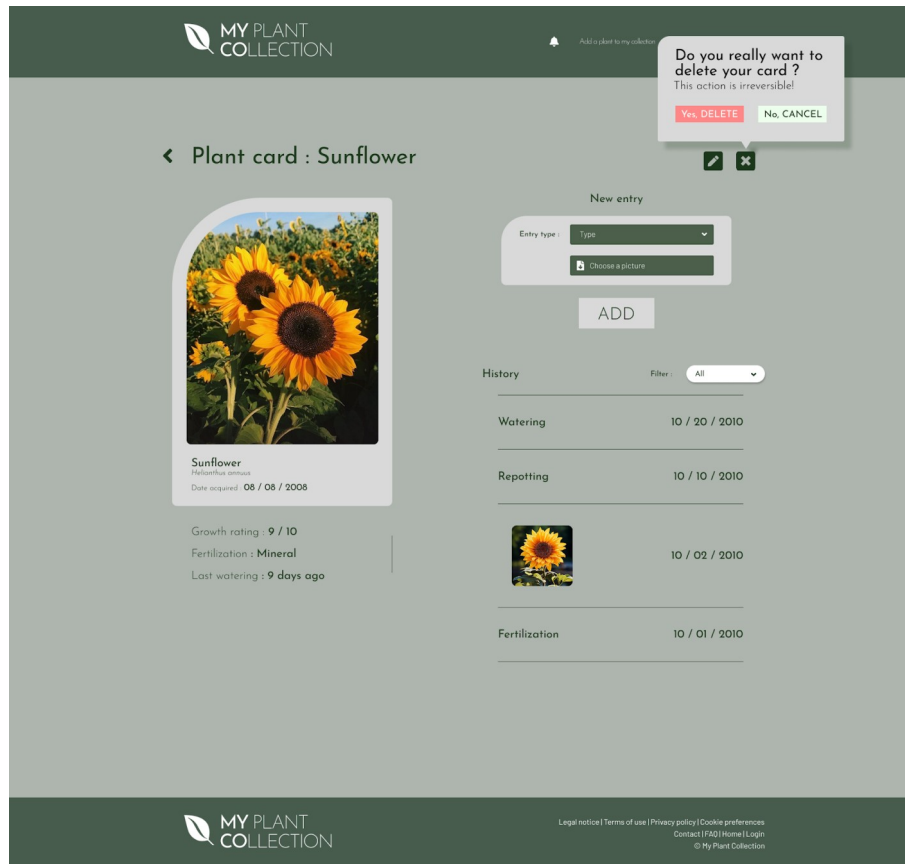 MY PLANT
COLLECTION
Add a plant to my collection
Do you really want to
delete your card ?
This action is irreversible!
Yes, DELETE
No, CANCEL
Plant card : Sunflower
New entry
Entry type :
Type
Choose a picture
ADD
Sunflower
Helianthus annuus
Date acquired 08 / 08 / 2008
Growth rating : 9 / 10
Fertilization : Mineral
Last watering : 9 days ago
History
Filter :
All
Watering
10 / 20 / 2010
Repotting
10 / 10 / 2010
10 / 02 / 2010
Fertilization
10 / 01 / 2010
MY PLANT
COLLECTION
Legal notice | Terms of use | Privacy policy | Cookie preferences
Contact | FAQ | Home | Login
© My Plant Collection